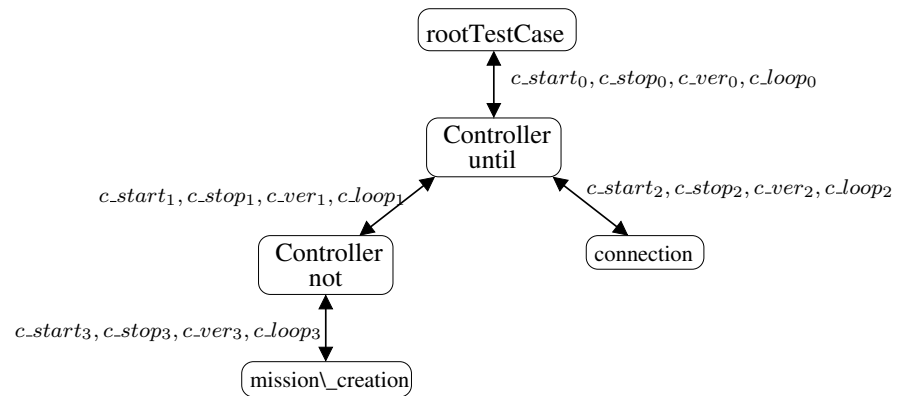 rootTestCase
c_start₀, c_stop₀, c_ver₀, c_loop₀
Controller
until
c_start₁, c_stop₁, c_ver₁, c_loop₁
c_start₂, c_stop₂, c_ver₂, c_loop₂
Controller
not
connection
c_start₃, c_stop₃, c_ver₃, c_loop₃
mission\_creation